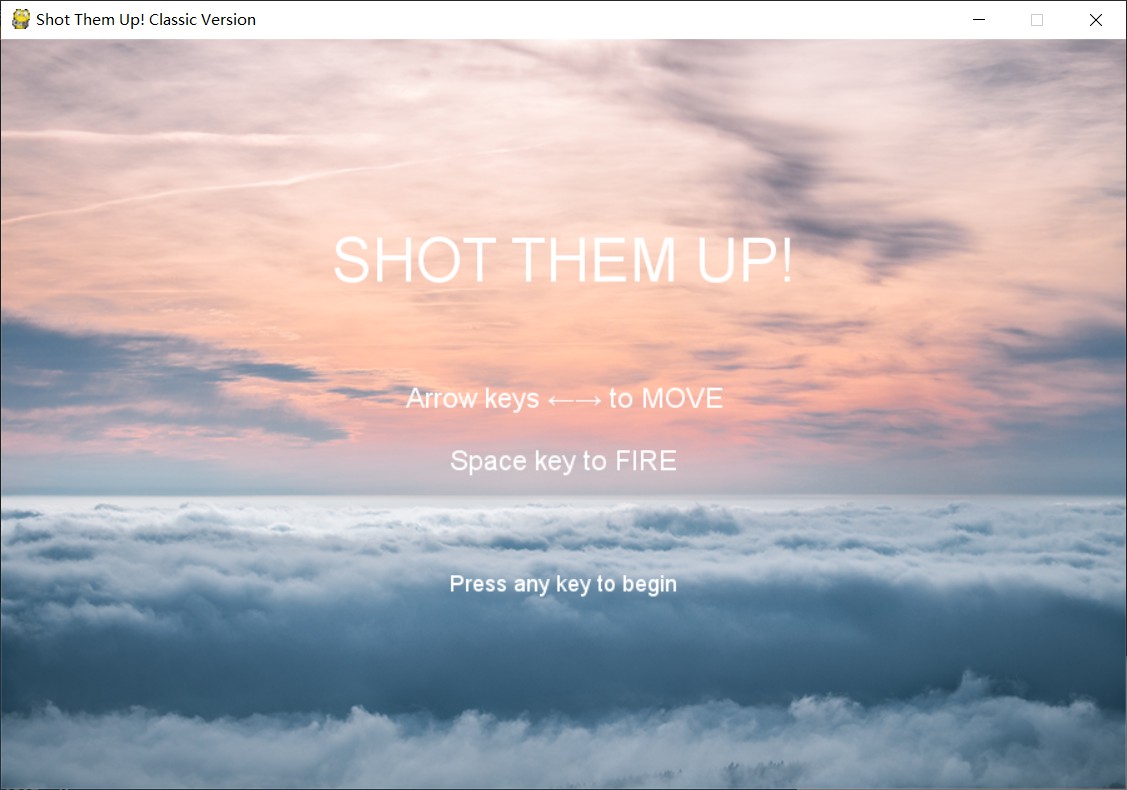 Shot Them Up! Classic Version
SHOT THEM UP!
Arrow keys ←→ to MOVE
Space key to FIRE
Press any key to begin